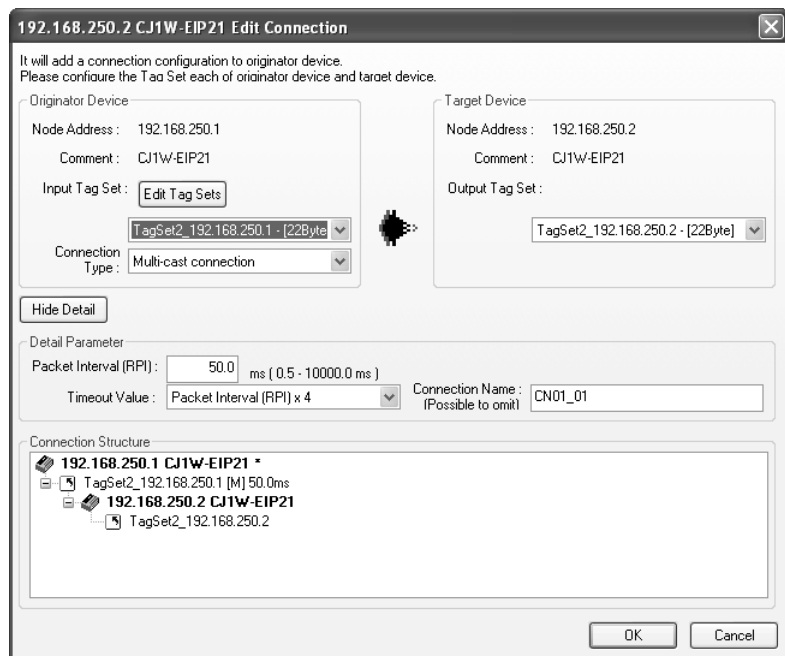 192.168.250.2 CJ1W-EIP21 Edit Connection
It will add a connection configuration to originator device.
Please configure the Tag Set each of originator device and target device.
Originator Device
Node Address : 192.168.250.1
Comment : CJ1W-EIP21
Input Tag Set : Edit Tag Sets
TagSet2_192.168.250.1 - [22Byte
Connection Type : Multi-cast connection
Target Device
Node Address : 192.168.250.2
Comment : CJ1W-EIP21
Output Tag Set :
TagSet2_192.168.250.2 - [22Byte]
Hide Detail
Detail Parameter
Packet Interval (RPI) : 50.0 ms ( 0.5 - 10000.0 ms )
Timeout Value : Packet Interval (RPI) x 4
Connection Name : CN01_01
(Possible to omit)
Connection Structure
192.168.250.1 CJ1W-EIP21 *
TagSet2_192.168.250.1 [M] 50.0ms
192.168.250.2 CJ1W-EIP21
TagSet2_192.168.250.2
OK Cancel